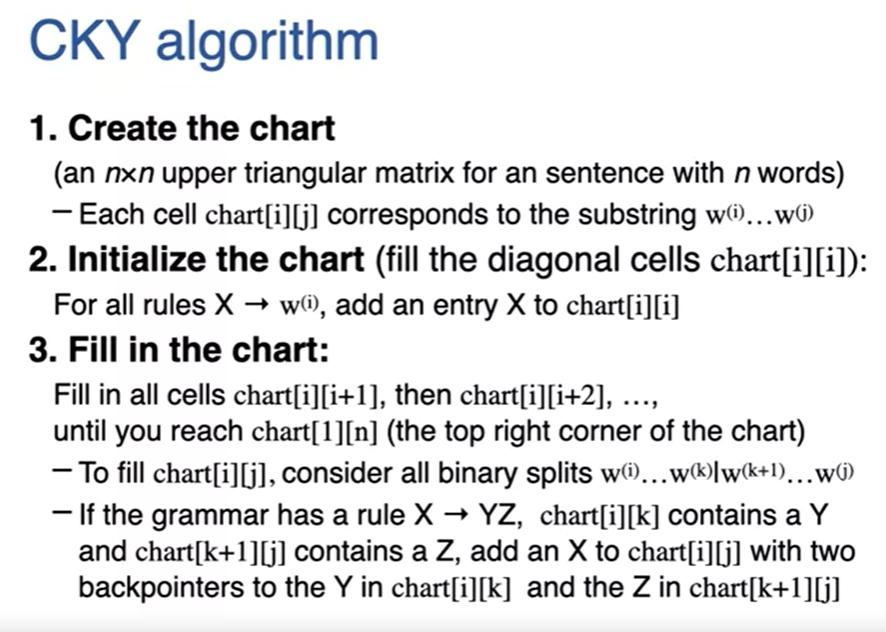 CKY algorithm
1. Create the chart
(an n×n upper triangular matrix for an sentence with n words)
– Each cell chart[i][j] corresponds to the substring w(i)…w(j)
2. Initialize the chart (fill the diagonal cells chart[i][i]):
For all rules X → w(i), add an entry X to chart[i][i]
3. Fill in the chart:
Fill in all cells chart[i][i+1], then chart[i][i+2], …,
until you reach chart[1][n] (the top right corner of the chart)
– To fill chart[i][j], consider all binary splits w(i)…w(k)|w(k+1)…w(j)
– If the grammar has a rule X → YZ, chart[i][k] contains a Y
and chart[k+1][j] contains a Z, add an X to chart[i][j] with two
backpointers to the Y in chart[i][k] and the Z in chart[k+1][j]